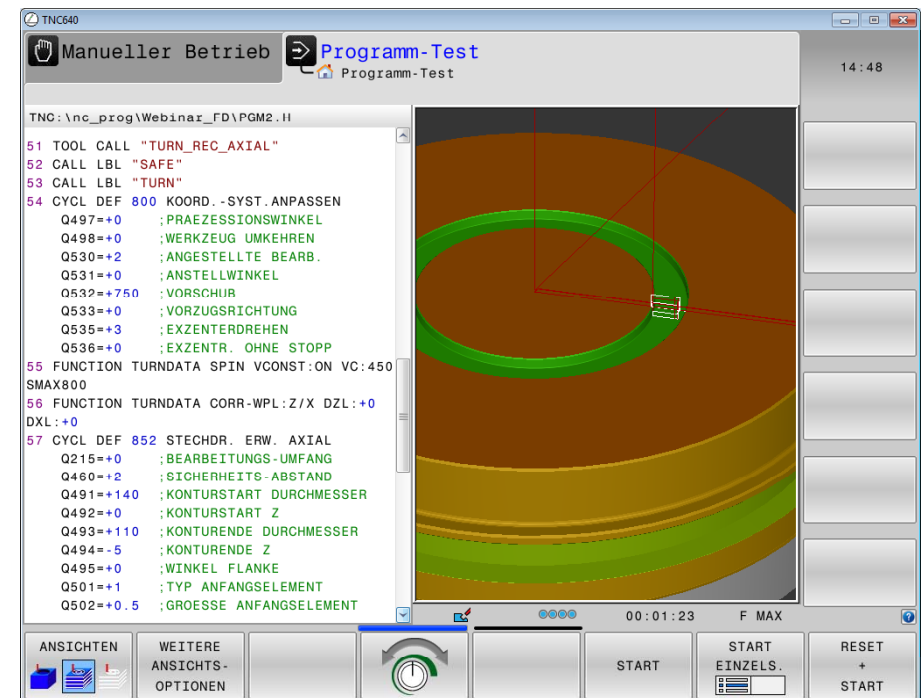 TNC640
Manueller Betrieb
Programm-Test
Programm-Test
14:48
TNC:\nc_prog\Webinar_FD\PGM2.H
51 TOOL CALL "TURN_REC_AXIAL"
52 CALL LBL "SAFE"
53 CALL LBL "TURN"
54 CYCL DEF 800 KOORD.-SYST.ANPASSEN
Q497=+0 ;PRAEZESSIONSWINKEL
Q498=+0 ;WERKZEUG UMKEHREN
Q530=+2 ;ANGESTELLTE BEARB.
Q531=+0 ;ANSTELLWINKEL
Q532=+750 ;VORSCHUB
Q533=+0 ;VORZUGSRICHTUNG
Q535=+3 ;EXZENTERDREHEN
Q536=+0 ;EXZENTR. OHNE STOPP
55 FUNCTION TURNDATA SPIN VCONST:ON VC:450
SMAX800
56 FUNCTION TURNDATA CORR-WPL:Z/X DZL:+0
DXL:+0
57 CYCL DEF 852 STECHDR. ERW. AXIAL
Q215=+0 ;BEARBEITUNGS-UMFANG
Q460=+2 ;SICHERHEITS-ABSTAND
Q491=+140 ;KONTURSTART DURCHMESSER
Q492=+0 ;KONTURSTART Z
Q493=+110 ;KONTURENDE DURCHMESSER
Q494=-5 ;KONTURENDE Z
Q495=+0 ;WINKEL FLANKE
Q501=+1 ;TYP ANFANGSELEMENT
Q502=+0.5 ;GROESSE ANFANGSELEMENT
00:01:23 F MAX
ANSICHTEN
WEITERE
ANSICHTS-
OPTIONEN
START
START
EINZELS.
RESET
+
START